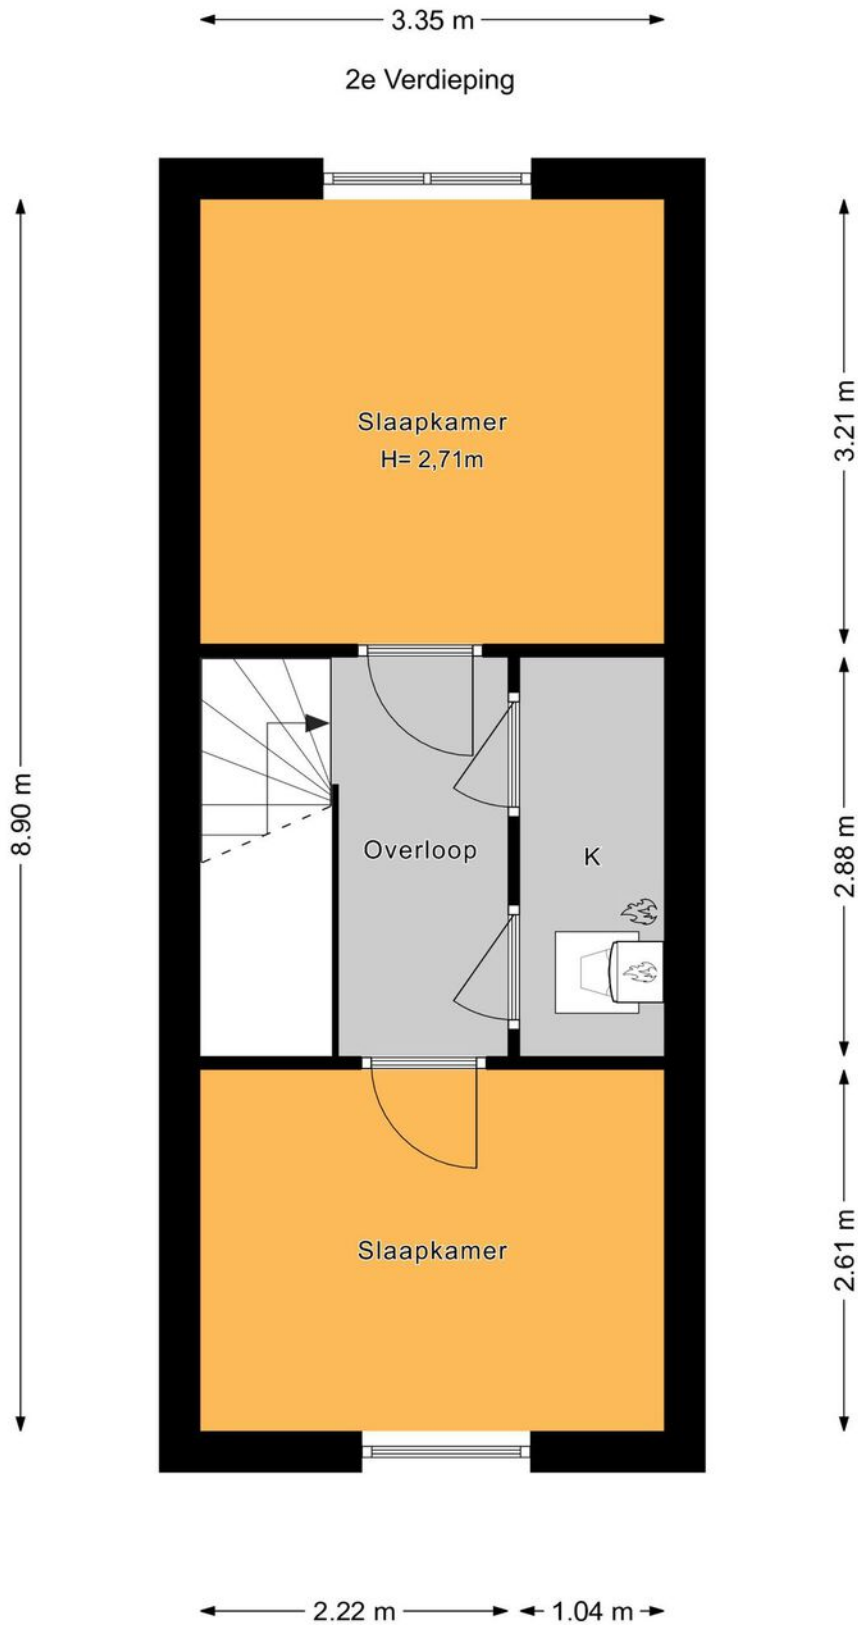 3.35 m
2e Verdieping
Slaapkamer
H= 2,71m
3.21 m
8.90 m
Overloop
K
2.88 m
Slaapkamer
2.61 m
2.22 m
1.04 m